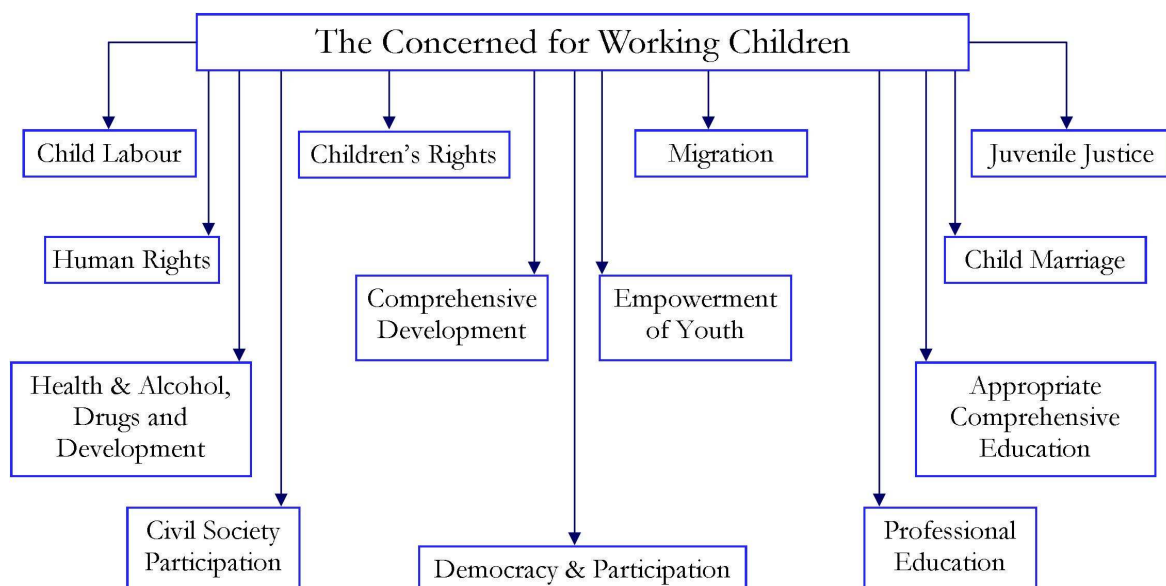 The Concerned for Working Children
Child Labour
Children’s Rights
Migration
Juvenile Justice
Human Rights
Child Marriage
Comprehensive
Development
Empowerment
of Youth
Health & Alcohol,
Drugs and
Development
Appropriate
Comprehensive
Education
Civil Society
Participation
Democracy & Participation
Professional
Education